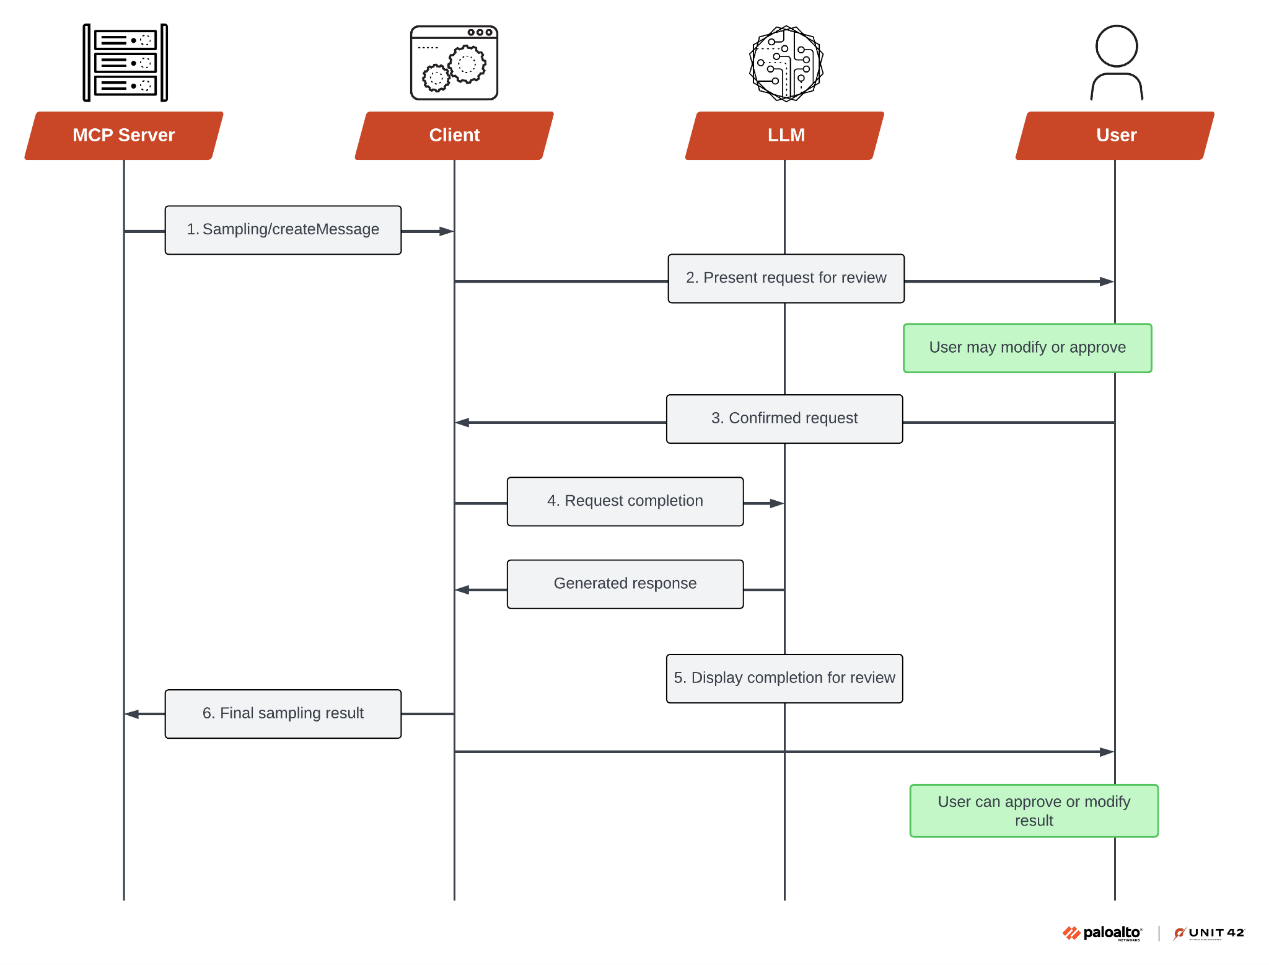 MCP Server
Client
LLM
User
1. Sampling/createMessage
2. Present request for review
User may modify or approve
3. Confirmed request
4. Request completion
Generated response
5. Display completion for review
6. Final sampling result
User can approve or modify
result
paloalto
NETWORKS
UNIT 42